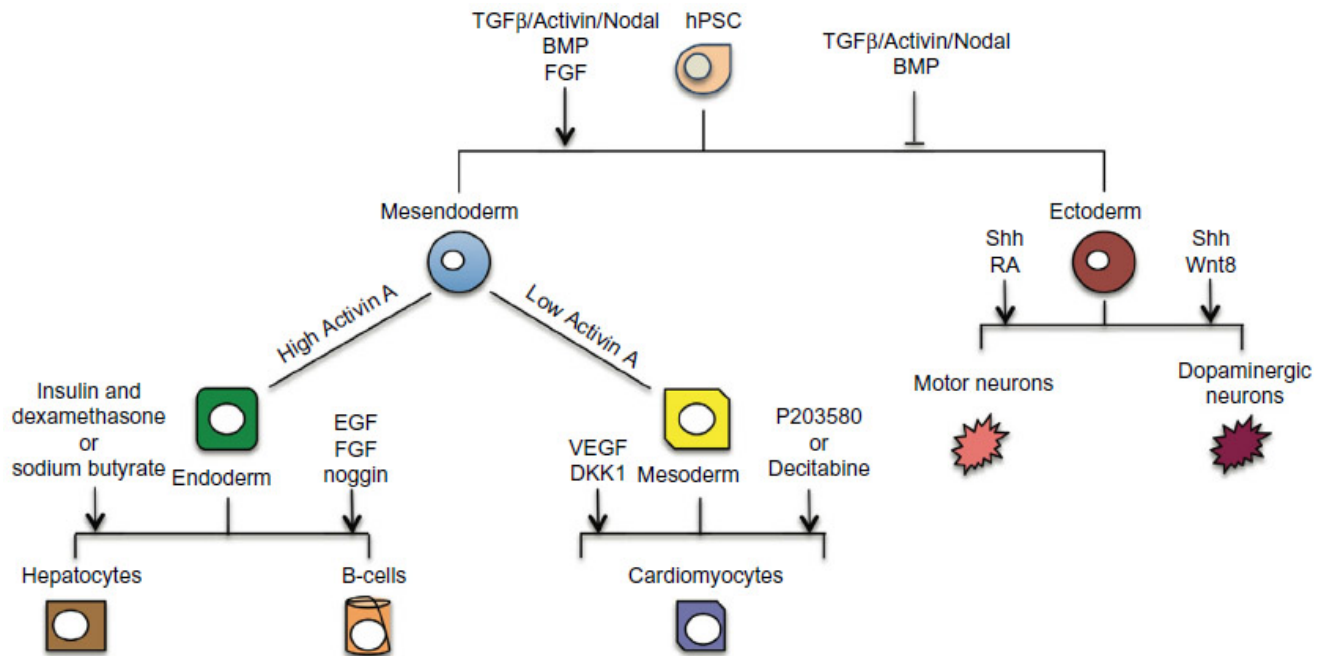 TGFβ/Activin/Nodal
BMP
FGF
hPSC
TGFβ/Activin/Nodal
BMP
Mesendoderm
Ectoderm
Shh
RA
Shh
Wnt8
High Activin A
Low Activin A
Insulin and
dexamethasone
or
sodium butyrate
Endoderm
EGF
FGF
noggin
VEGF
DKK1
Mesoderm
P203580
or
Decitabine
Motor neurons
Dopaminergic
neurons
Hepatocytes
B-cells
Cardiomyocytes